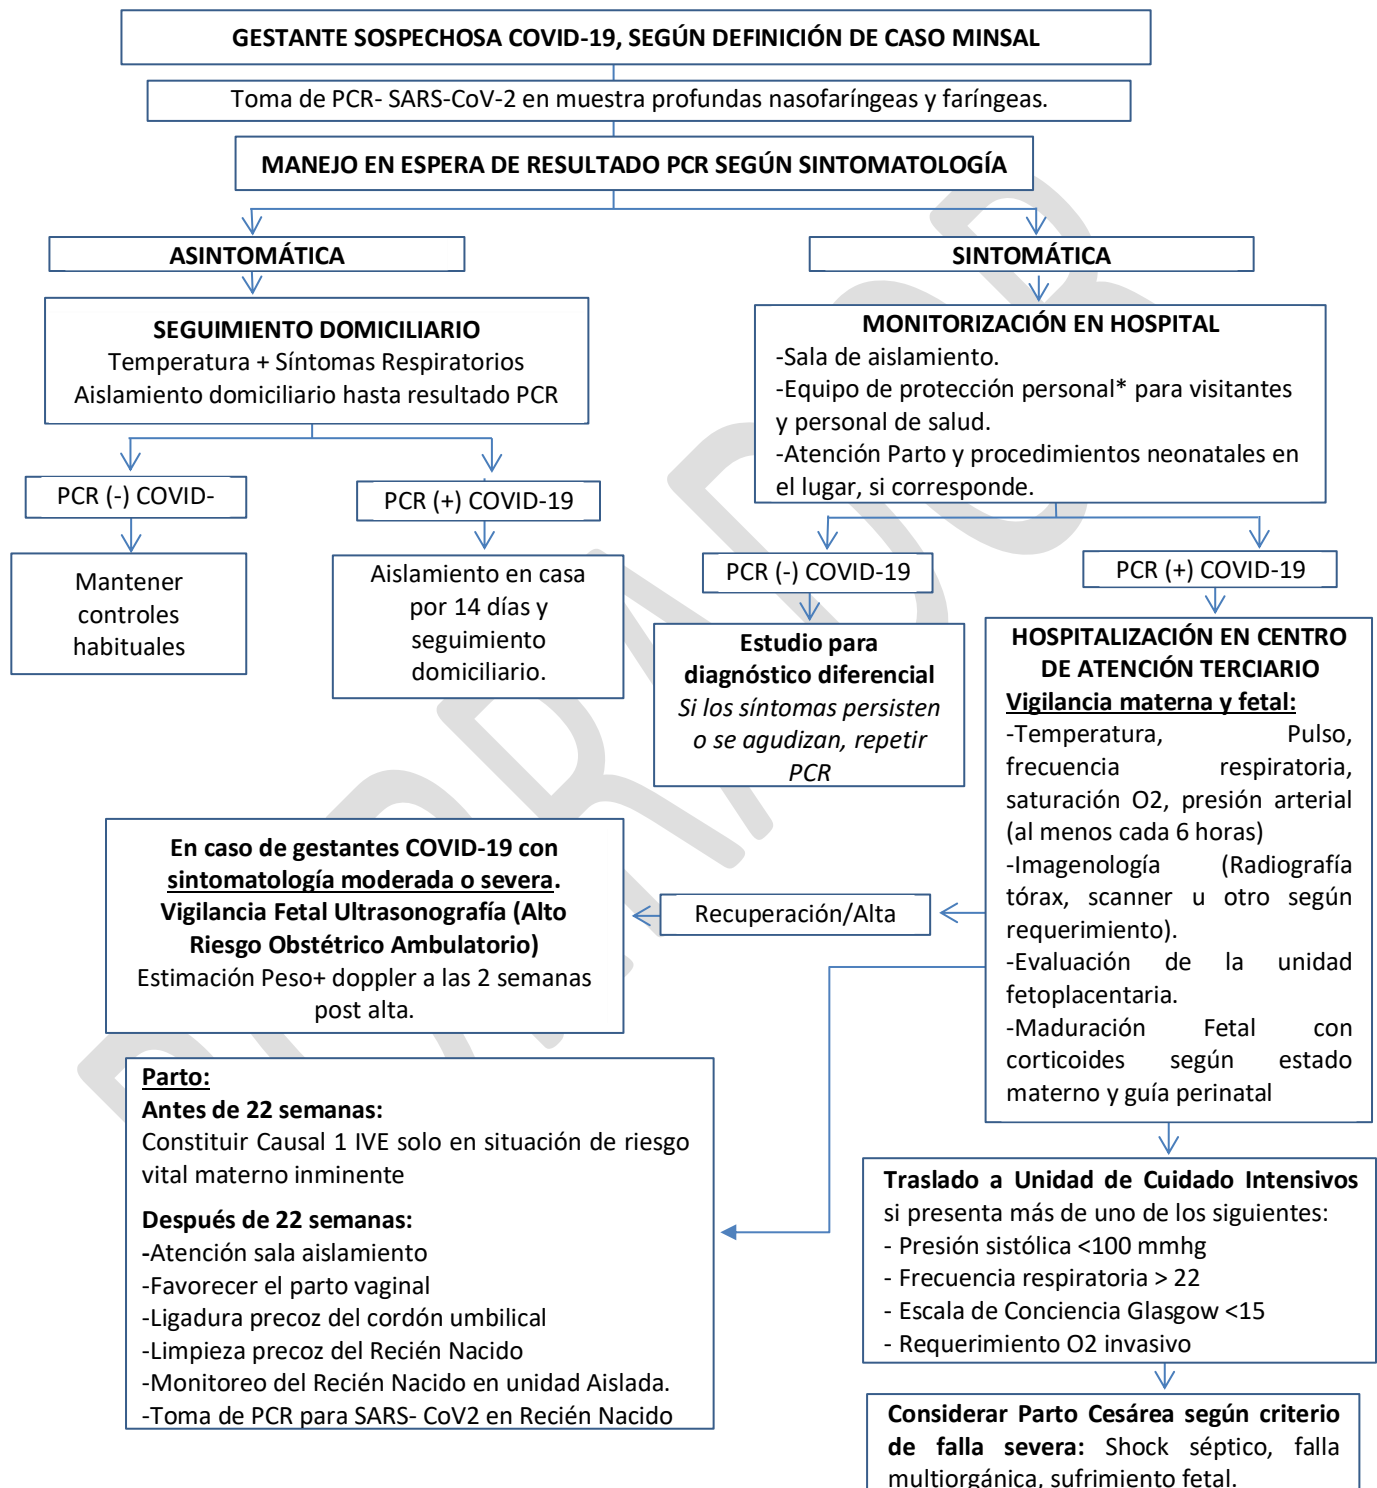 GESTANTE SOSPECHOSA COVID-19, SEGÚN DEFINICIÓN DE CASO MINSAL
Toma de PCR- SARS-CoV-2 en muestra profundas nasofaríngeas y faríngeas.
MANEJO EN ESPERA DE RESULTADO PCR SEGÚN SINTOMATOLOGÍA
ASINTOMÁTICA
SEGUIMIENTO DOMICILIARIO
Temperatura + Síntomas Respiratorios
Aislamiento domiciliario hasta resultado PCR
PCR (-) COVID-
Mantener
controles
habituales
PCR (+) COVID-19
Aislamiento en casa
por 14 días y
seguimiento
domiciliario.
SINTOMÁTICA
MONITORIZACIÓN EN HOSPITAL
-Sala de aislamiento.
-Equipo de protección personal* para visitantes
y personal de salud.
-Atención Parto y procedimientos neonatales en
el lugar, si corresponde.
PCR (-) COVID-19
Estudio para
diagnóstico diferencial
Si los síntomas persisten
o se agudizan, repetir
PCR
PCR (+) COVID-19
HOSPITALIZACIÓN EN CENTRO
DE ATENCIÓN TERCIARIO
Vigilancia materna y fetal:
-Temperatura, Pulso,
frecuencia respiratoria,
saturación O2, presión arterial
(al menos cada 6 horas)
-Imagenología (Radiografía
tórax, scanner u otro según
requerimiento).
-Evaluación de la unidad
fetoplacentaria.
-Maduración Fetal con
corticoides según estado
materno y guía perinatal
Recuperación/Alta
En caso de gestantes COVID-19 con
sintomatología moderada o severa.
Vigilancia Fetal Ultrasonografía (Alto
Riesgo Obstétrico Ambulatorio)
Estimación Peso+ doppler a las 2 semanas
post alta.
Parto:
Antes de 22 semanas:
Constituir Causal 1 IVE solo en situación de riesgo
vital materno inminente
Después de 22 semanas:
-Atención sala aislamiento
-Favorecer el parto vaginal
-Ligadura precoz del cordón umbilical
-Limpieza precoz del Recién Nacido
-Monitoreo del Recién Nacido en unidad Aislada.
-Toma de PCR para SARS- CoV2 en Recién Nacido
Traslado a Unidad de Cuidado Intensivos
si presenta más de uno de los siguientes:
- Presión sistólica <100 mmhg
- Frecuencia respiratoria > 22
- Escala de Conciencia Glasgow <15
- Requerimiento O2 invasivo
Considerar Parto Cesárea según criterio
de falla severa: Shock séptico, falla
multiorgánica, sufrimiento fetal.
BORRADOR